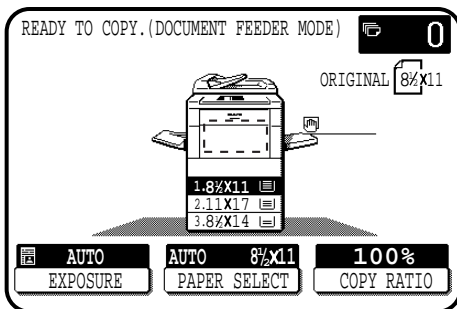 READY TO COPY.(DOCUMENT FEEDER MODE) 0
ORIGINAL 8½X11
1.8½X11
2.11X17
3.8½X14
AUTO
EXPOSURE
AUTO 8½X11
PAPER SELECT
100%
COPY RATIO